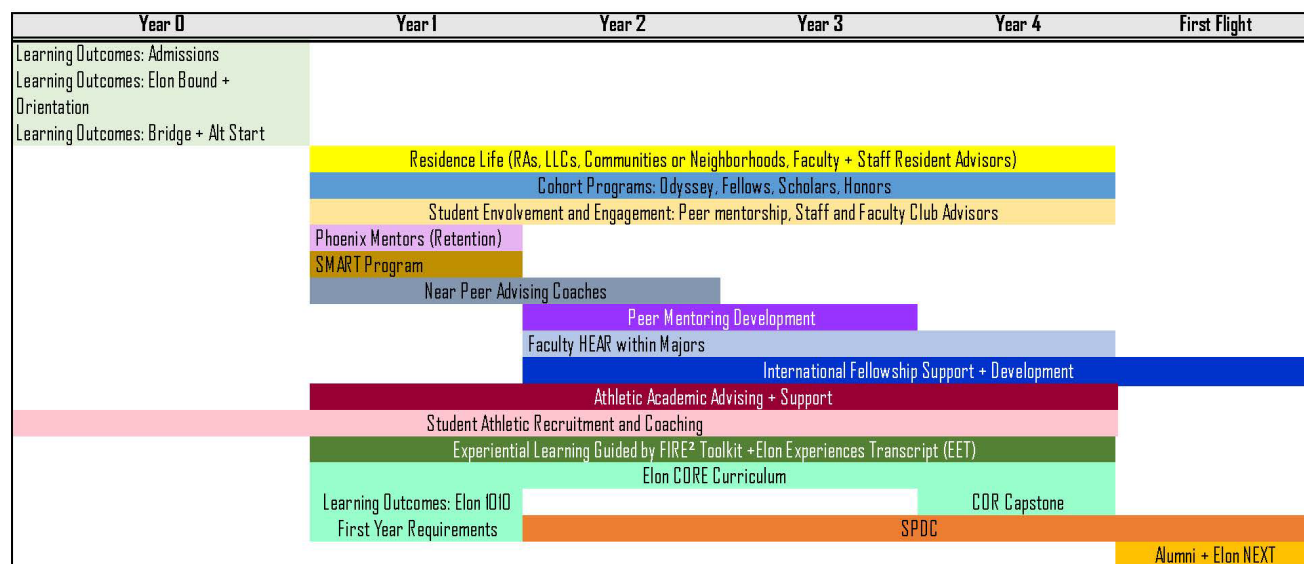 Year 0 Year 1 Year 2 Year 3 Year 4 First Flight
Learning Outcomes: Admissions
Learning Outcomes: Elon Bound +
Orientation
Learning Outcomes: Bridge + Alt Start
Residence Life (RAs, LLCs, Communities or Neighborhoods, Faculty + Staff Resident Advisors)
Cohort Programs: Odyssey, Fellows, Scholars, Honors
Student Envolvement and Engagement: Peer mentorship, Staff and Faculty Club Advisors
Phoenix Mentors (Retention)
SMART Program
Near Peer Advising Coaches
Peer Mentoring Development
Faculty HEAR within Majors
International Fellowship Support + Development
Athletic Academic Advising + Support
Student Athletic Recruitment and Coaching
Experiential Learning Guided by FIRE² Toolkit +Elon Experiences Transcript (EET)
Elon CORE Curriculum
Learning Outcomes: Elon 1010 COR Capstone
First Year Requirements SPDC
Alumni + Elon NEXT